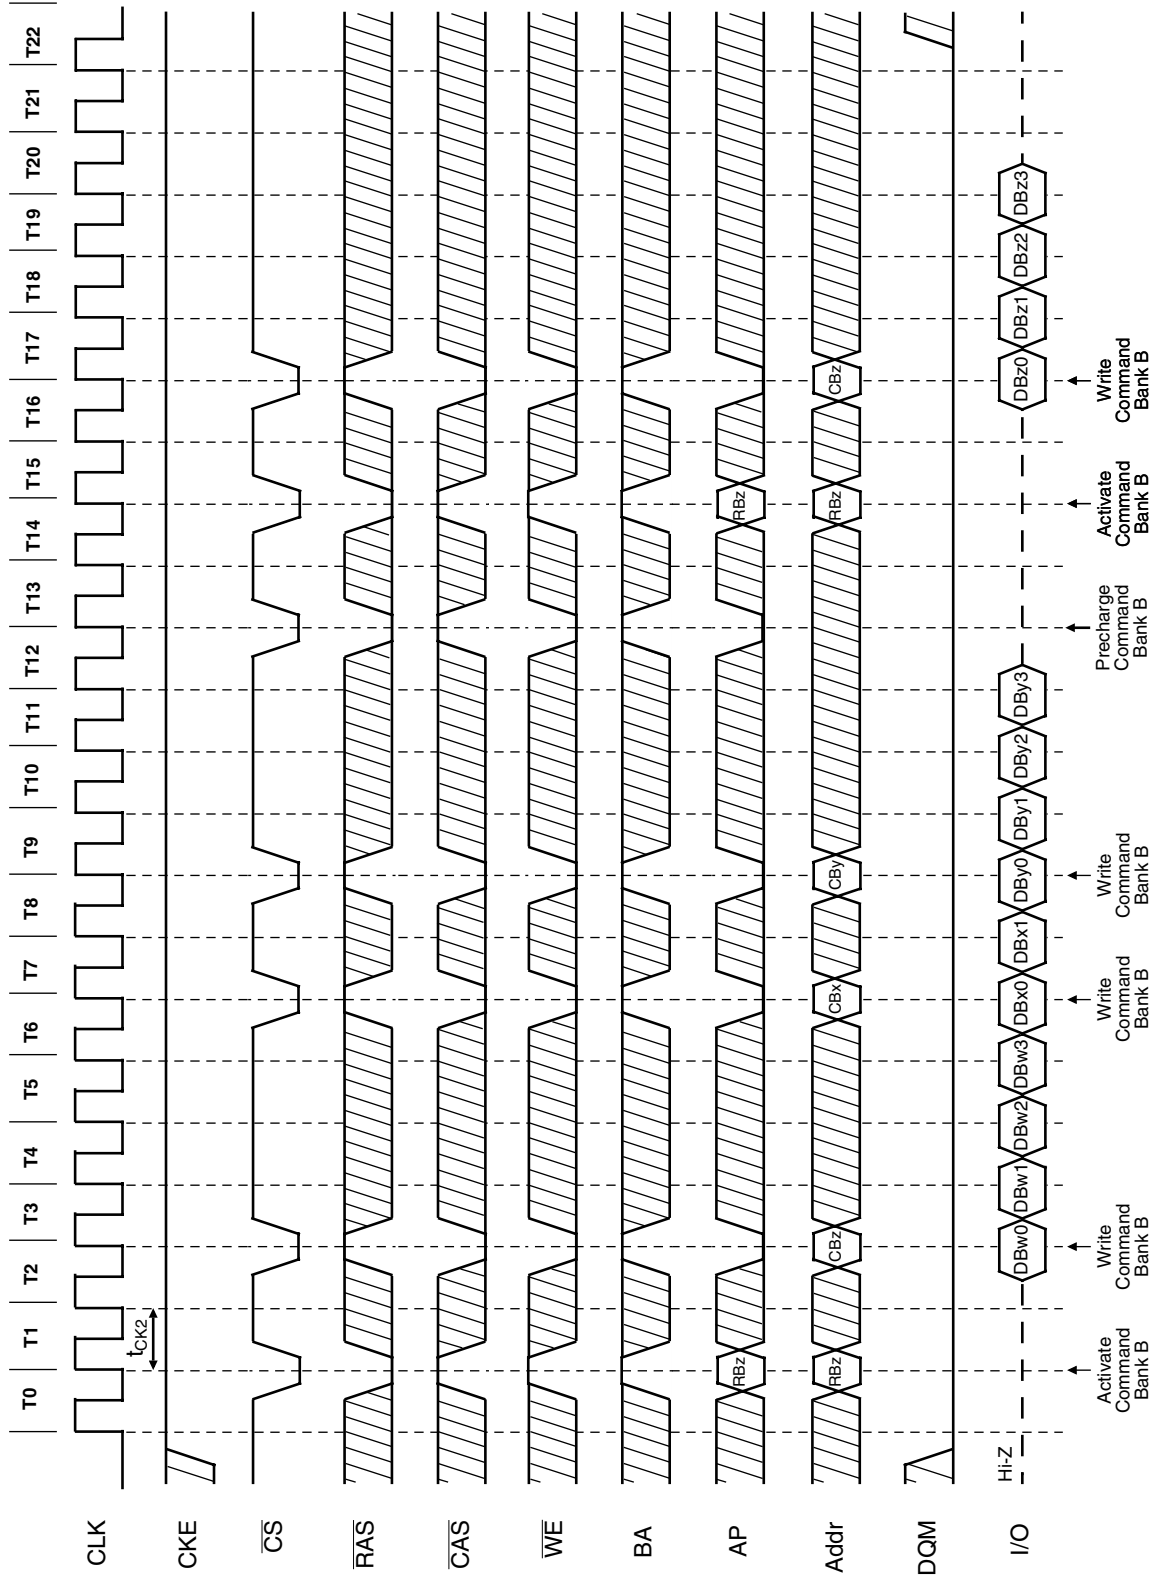 T0 T1 T2 T3 T4 T5 T6 T7 T8 T9 T10 T11 T12 T13 T14 T15 T16 T17 T18 T19 T20 T21 T22
CLK
tCK2
CKE
CS
RAS
CAS
WE
BA
AP
RBz RBz
Addr
RBz CBz CBx CBy RBz CBz
DQM
I/O
Hi-Z
DBw0 DBw1 DBw2 DBw3 DBx0 DBx1 DBy0 DBy1 DBy2 DBy3 DBz0 DBz1 DBz2 DBz3
Activate
Command
Bank B
Write
Command
Bank B
Write
Command
Bank B
Write
Command
Bank B
Precharge
Command
Bank B
Activate
Command
Bank B
Write
Command
Bank B